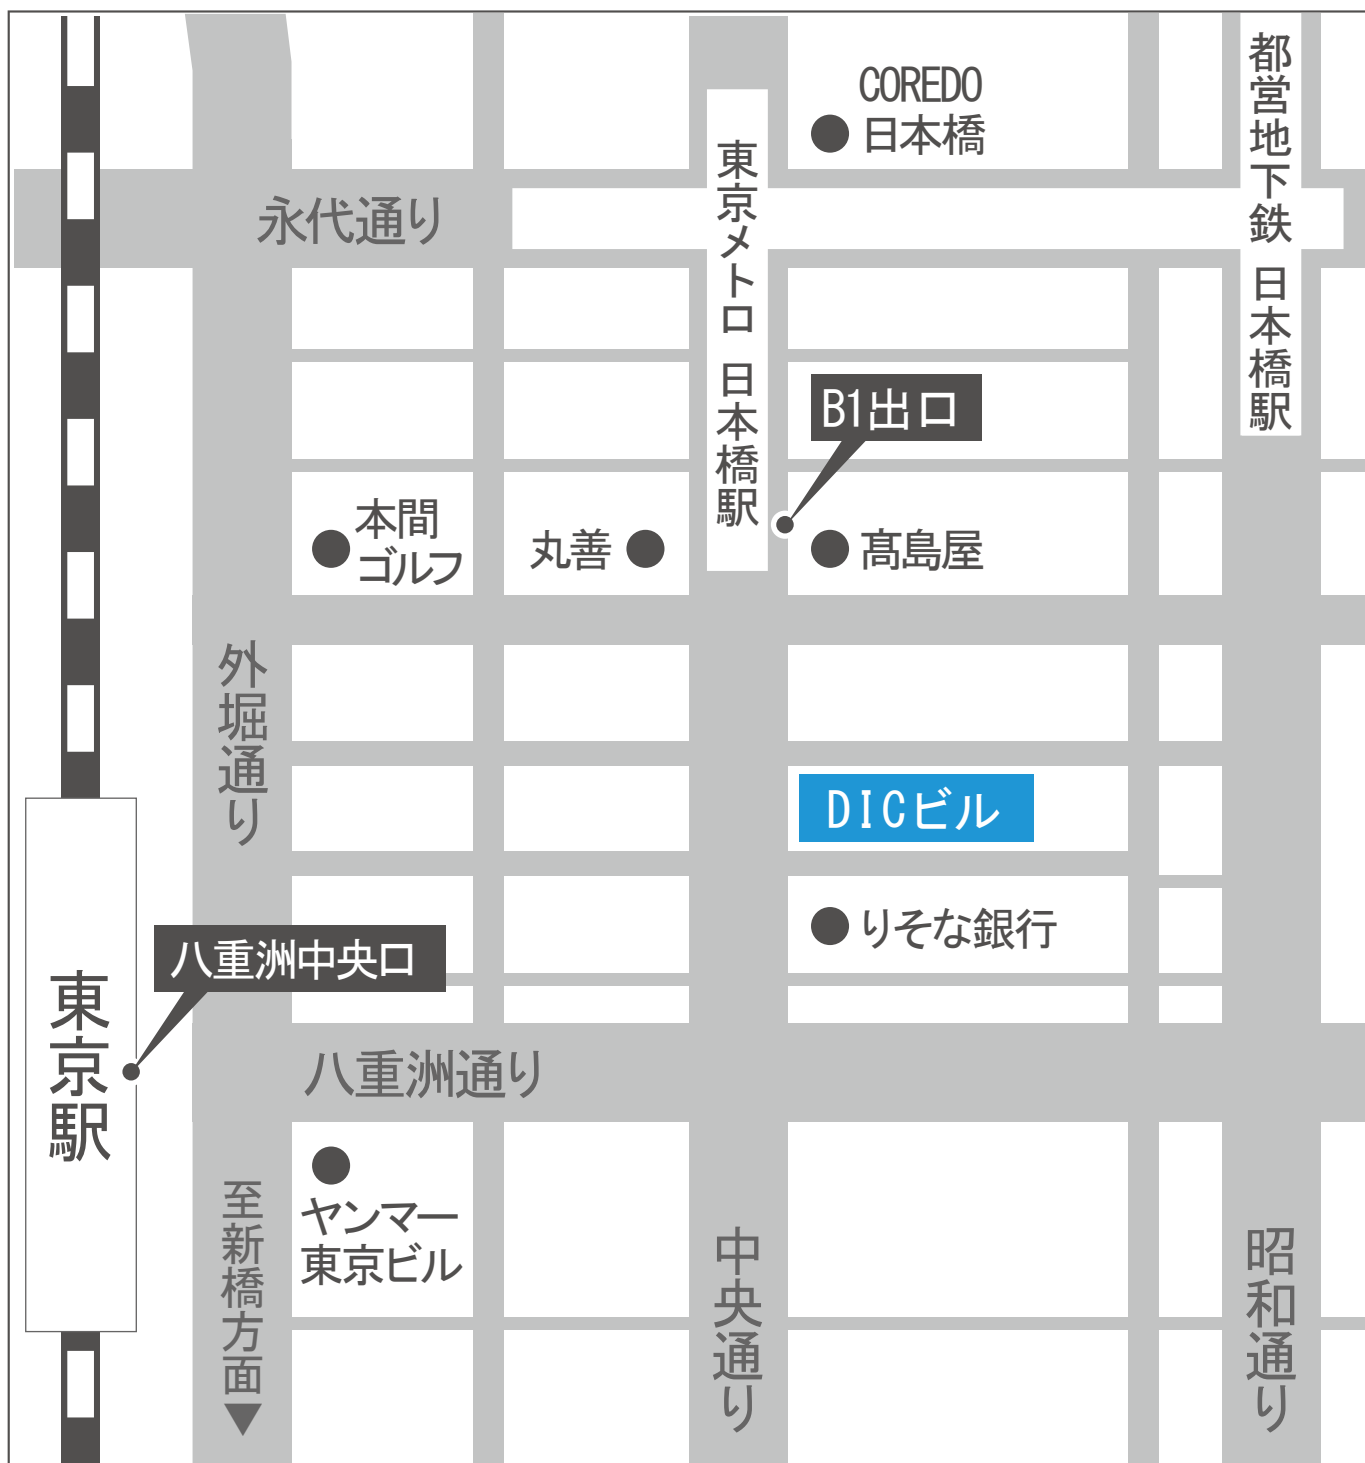 COREDO
日本橋
都営地下鉄 日本橋駅
東京メトロ 日本橋駅
永代通り
B1出口
本間
ゴルフ
丸善
髙島屋
外堀通り
DICビル
りそな銀行
八重洲中央口
東京駅
八重洲通り
ヤンマー
東京ビル
至新橋方面▼
中央通り
昭和通り